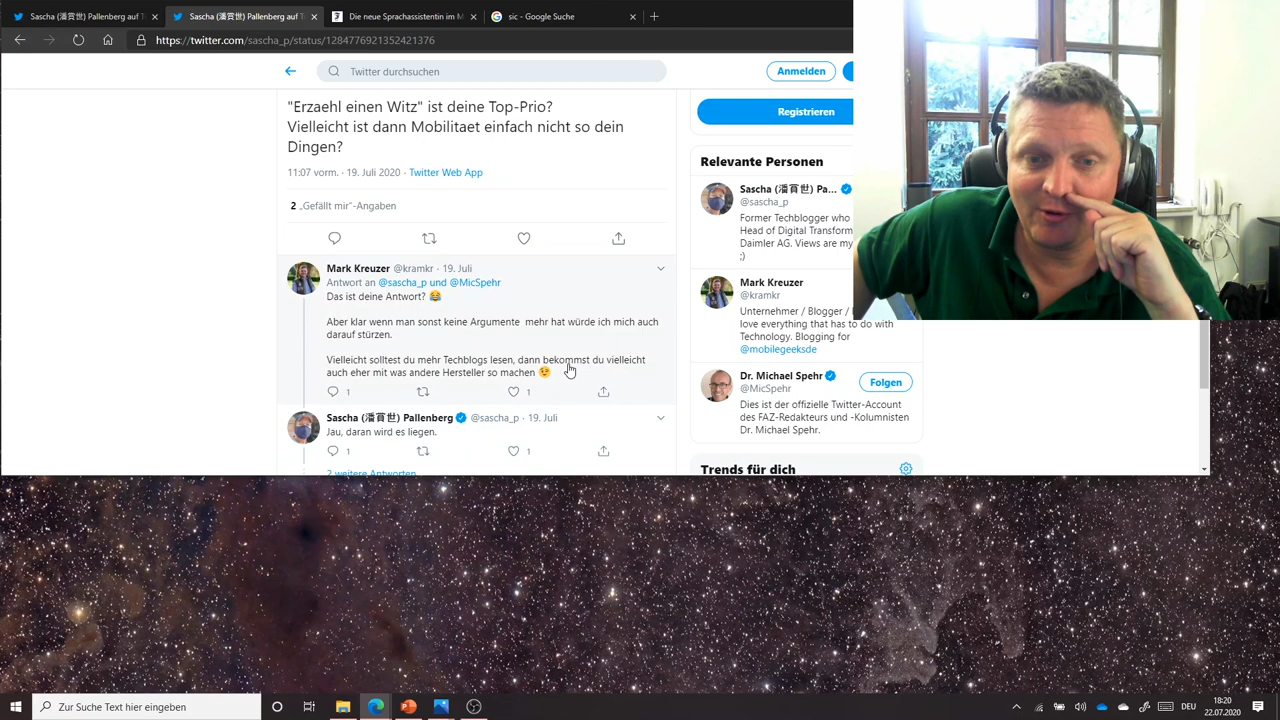 Sascha (潘賞世) Pallenberg auf T
Sascha (潘賞世) Pallenberg auf T
Die neue Sprachassistentin im M
sic - Google Suche
https://twitter.com/sascha_p/status/1284776921352421376
Twitter durchsuchen
Anmelden
"Erzaehl einen Witz" ist deine Top-Prio?
Vielleicht ist dann Mobilitaet einfach nicht so dein
Dingen?
11:07 vorm. · 19. Juli 2020 · Twitter Web App
2 „Gefällt mir"-Angaben
Mark Kreuzer @kramkr · 19. Juli
Antwort an @sascha_p und @MicSpehr
Das ist deine Antwort? 😂
Aber klar wenn man sonst keine Argumente mehr hat würde ich mich auch
darauf stürzen.
Vielleicht solltest du mehr Techblogs lesen, dann bekommst du vielleicht
auch eher mit was andere Hersteller so machen 😉
1
1
Sascha (潘賞世) Pallenberg @sascha_p · 19. Juli
Jau, daran wird es liegen.
1
1
2 weitere Antworten
Registrieren
Relevante Personen
Sascha (潘賞世) Pa...
@sascha_p
Former Techblogger who
Head of Digital Transform
Daimler AG. Views are my
;)
Mark Kreuzer
@kramkr
Unternehmer / Blogger /
love everything that has to do with
Technology. Blogging for
@mobilegeeksde
Dr. Michael Spehr
@MicSpehr
Folgen
Dies ist der offizielle Twitter-Account
des FAZ-Redakteurs und -Kolumnisten
Dr. Michael Spehr.
Trends für dich
Zur Suche Text hier eingeben
DEU
18:20
22.07.2020